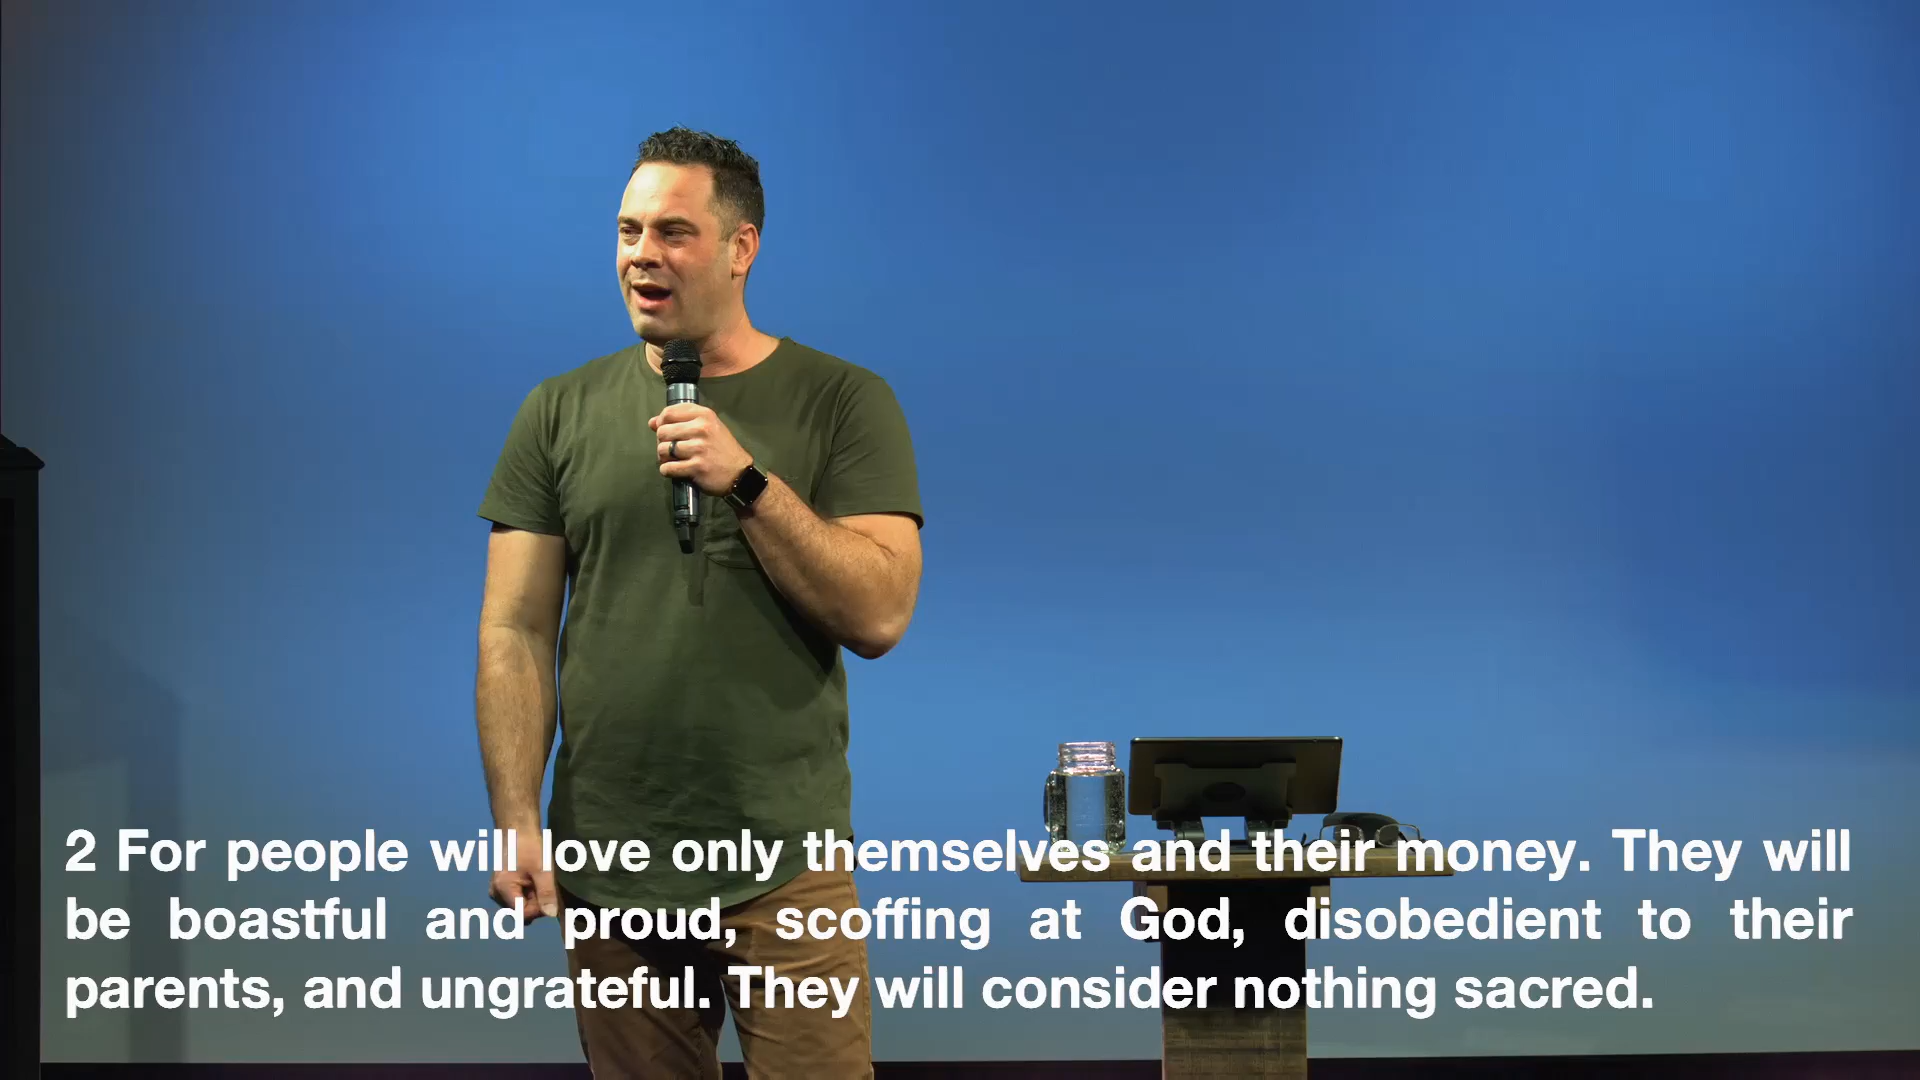 2 For people will love only themselves and their money. They will
be boastful and proud, scoffing at God, disobedient to their
parents, and ungrateful. They will consider nothing sacred.